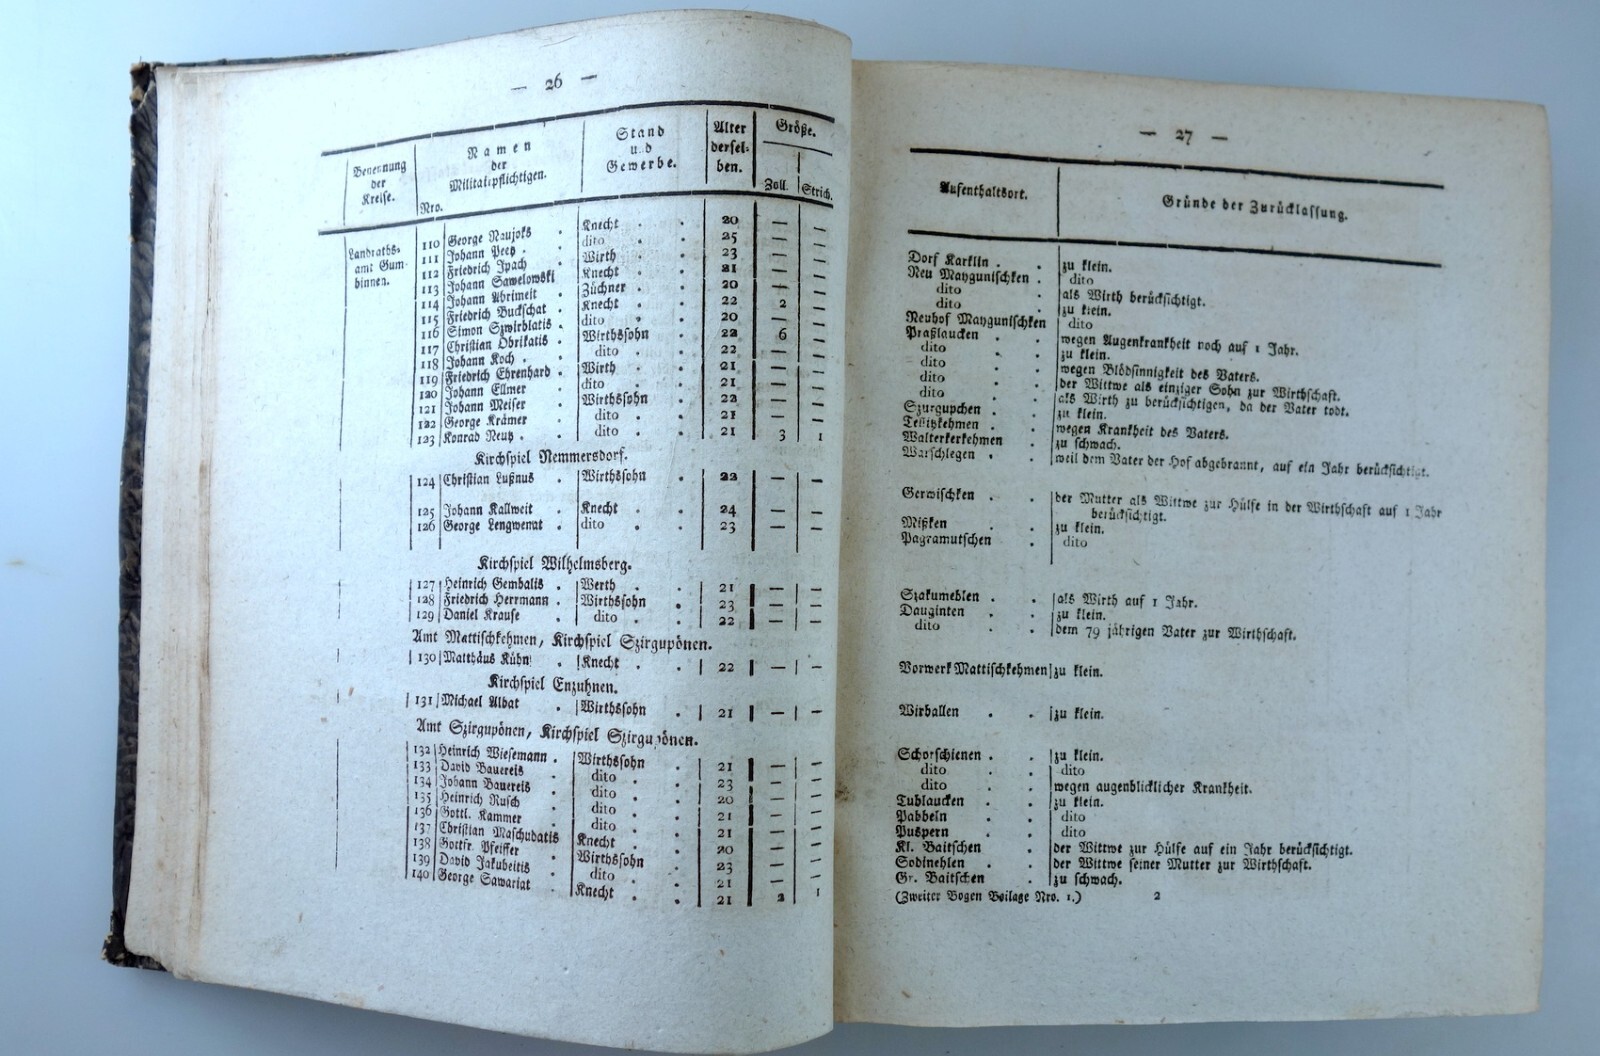 — 26 —
Benennung der Kreise.
Nro.
Namen der Militairpflichtigen.
Stand und Gewerbe.
Alter derselben.
Größe.
Zoll.
Strich.
Landraths-
amt Gum-
binnen.
110 George Naujoks . Knecht . . 20 — —
111 Johann Peetz . dito . . 25 — —
112 Friedrich Ipach . Wirth . . 23 — —
113 Johann Sawelowski Knecht . . 21 — —
114 Johann Abrimeit . Züchner . . 20 — —
115 Friedrich Buckschat . Knecht . . 22 2 —
116 Simon Szwirblatis . dito . . 20 — —
117 Christian Obrikatis . Wirthssohn . 22 6 —
118 Johann Koch . . dito . . 22 — —
119 Friedrich Ehrenhard . Wirth . . 21 — —
120 Johann Ellmer . dito . . 21 — —
121 Johann Meiser . Wirthssohn . 22 — —
122 George Krämer . dito . . 21 — —
123 Konrad Neutz . . dito . . 21 3 1
Kirchspiel Nemmersdorf.
124 Christian Lußnus . Wirthssohn . 22 — —
125 Johann Kallweit . Knecht . . 24 — —
126 George Lengwenat . dito . . 23 — —
Kirchspiel Wilhelmsberg.
127 Heinrich Gembalis . Werth . . 21 — —
128 Friedrich Herrmann . Wirthssohn . 23 — —
129 Daniel Krause . dito . . 22 — —
Amt Mattischkehmen, Kirchspiel Szirgupönen.
130 Matthäus Kühn . Knecht . . 22 — —
Kirchspiel Enzuhnen.
131 Michael Albat . Wirthssohn . 21 — —
Amt Szirgupönen, Kirchspiel Szirgupönen.
132 Heinrich Wiesemann . Wirthssohn . 21 — —
133 David Bauereis . dito . . 23 — —
134 Johann Bauereis . dito . . 20 — —
135 Heinrich Rusch . dito . . 21 — —
136 Gottl. Kammer . dito . . 21 — —
137 Christian Maschudatis Knecht . . 20 — —
138 Gottfr. Pfeiffer . Wirthssohn . 23 — —
139 David Jakubeitis . dito . . 21 — —
140 George Sawariat . Knecht . . 21 2 1
— 27 —
Aufenthaltsort.
Gründe der Zurücklassung.
Dorf Karklin . . zu klein.
Neu Maygunischken . dito
dito . als Wirth berücksichtigt.
dito . zu klein.
Neuhof Maygunischken dito
Praßlaucken . . wegen Augenkrankheit noch auf 1 Jahr.
dito . . zu klein.
dito . . wegen Blödsinnigkeit des Vaters.
dito . . der Wittwe als einziger Sohn zur Wirthschaft.
dito . . als Wirth zu berücksichtigen, da der Vater todt.
Szurgupchen . . zu klein.
Tellitzkehmen . . wegen Krankheit des Vaters.
Walterkehmen . zu schwach.
Warschlegen . . weil dem Vater der Hof abgebrannt, auf ein Jahr berücksichtigt.
Gerwischken . . der Mutter als Wittwe zur Hülfe in der Wirthschaft auf 1 Jahr
berücksichtigt.
Mißken . . zu klein.
Pagramutschen . dito
Szakumehlen . . als Wirth auf 1 Jahr.
Dauginten . . zu klein.
dito . . dem 79 jährigen Vater zur Wirthschaft.
Vorwerk Mattischkehmen zu klein.
Wirballen . . zu klein.
Schorschienen . . zu klein.
dito . . dito
dito . . wegen augenblicklicher Krankheit.
Tublaucken . . zu klein.
Pabbeln . . dito
Puspern . . dito
Kl. Baitschen . der Wittwe zur Hülfe auf ein Jahr berücksichtigt.
Sodinehlen . . der Wittwe seiner Mutter zur Wirthschaft.
Gr. Baitschen . zu schwach.
(Zweiter Bogen Beilage Nro. 1.) 2